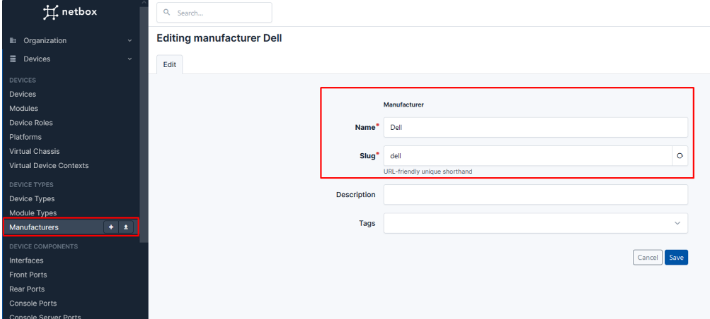 netbox
Search...
Organization
Devices
DEVICES
Devices
Modules
Device Roles
Platforms
Virtual Chassis
Virtual Device Contexts
DEVICE TYPES
Device Types
Module Types
Manufacturers
DEVICE COMPONENTS
Interfaces
Front Ports
Rear Ports
Console Ports
Console Server Ports
Editing manufacturer Dell
Edit
Manufacturer
Name* Dell
Slug* dell
URL-friendly unique shorthand
Description
Tags
Cancel Save